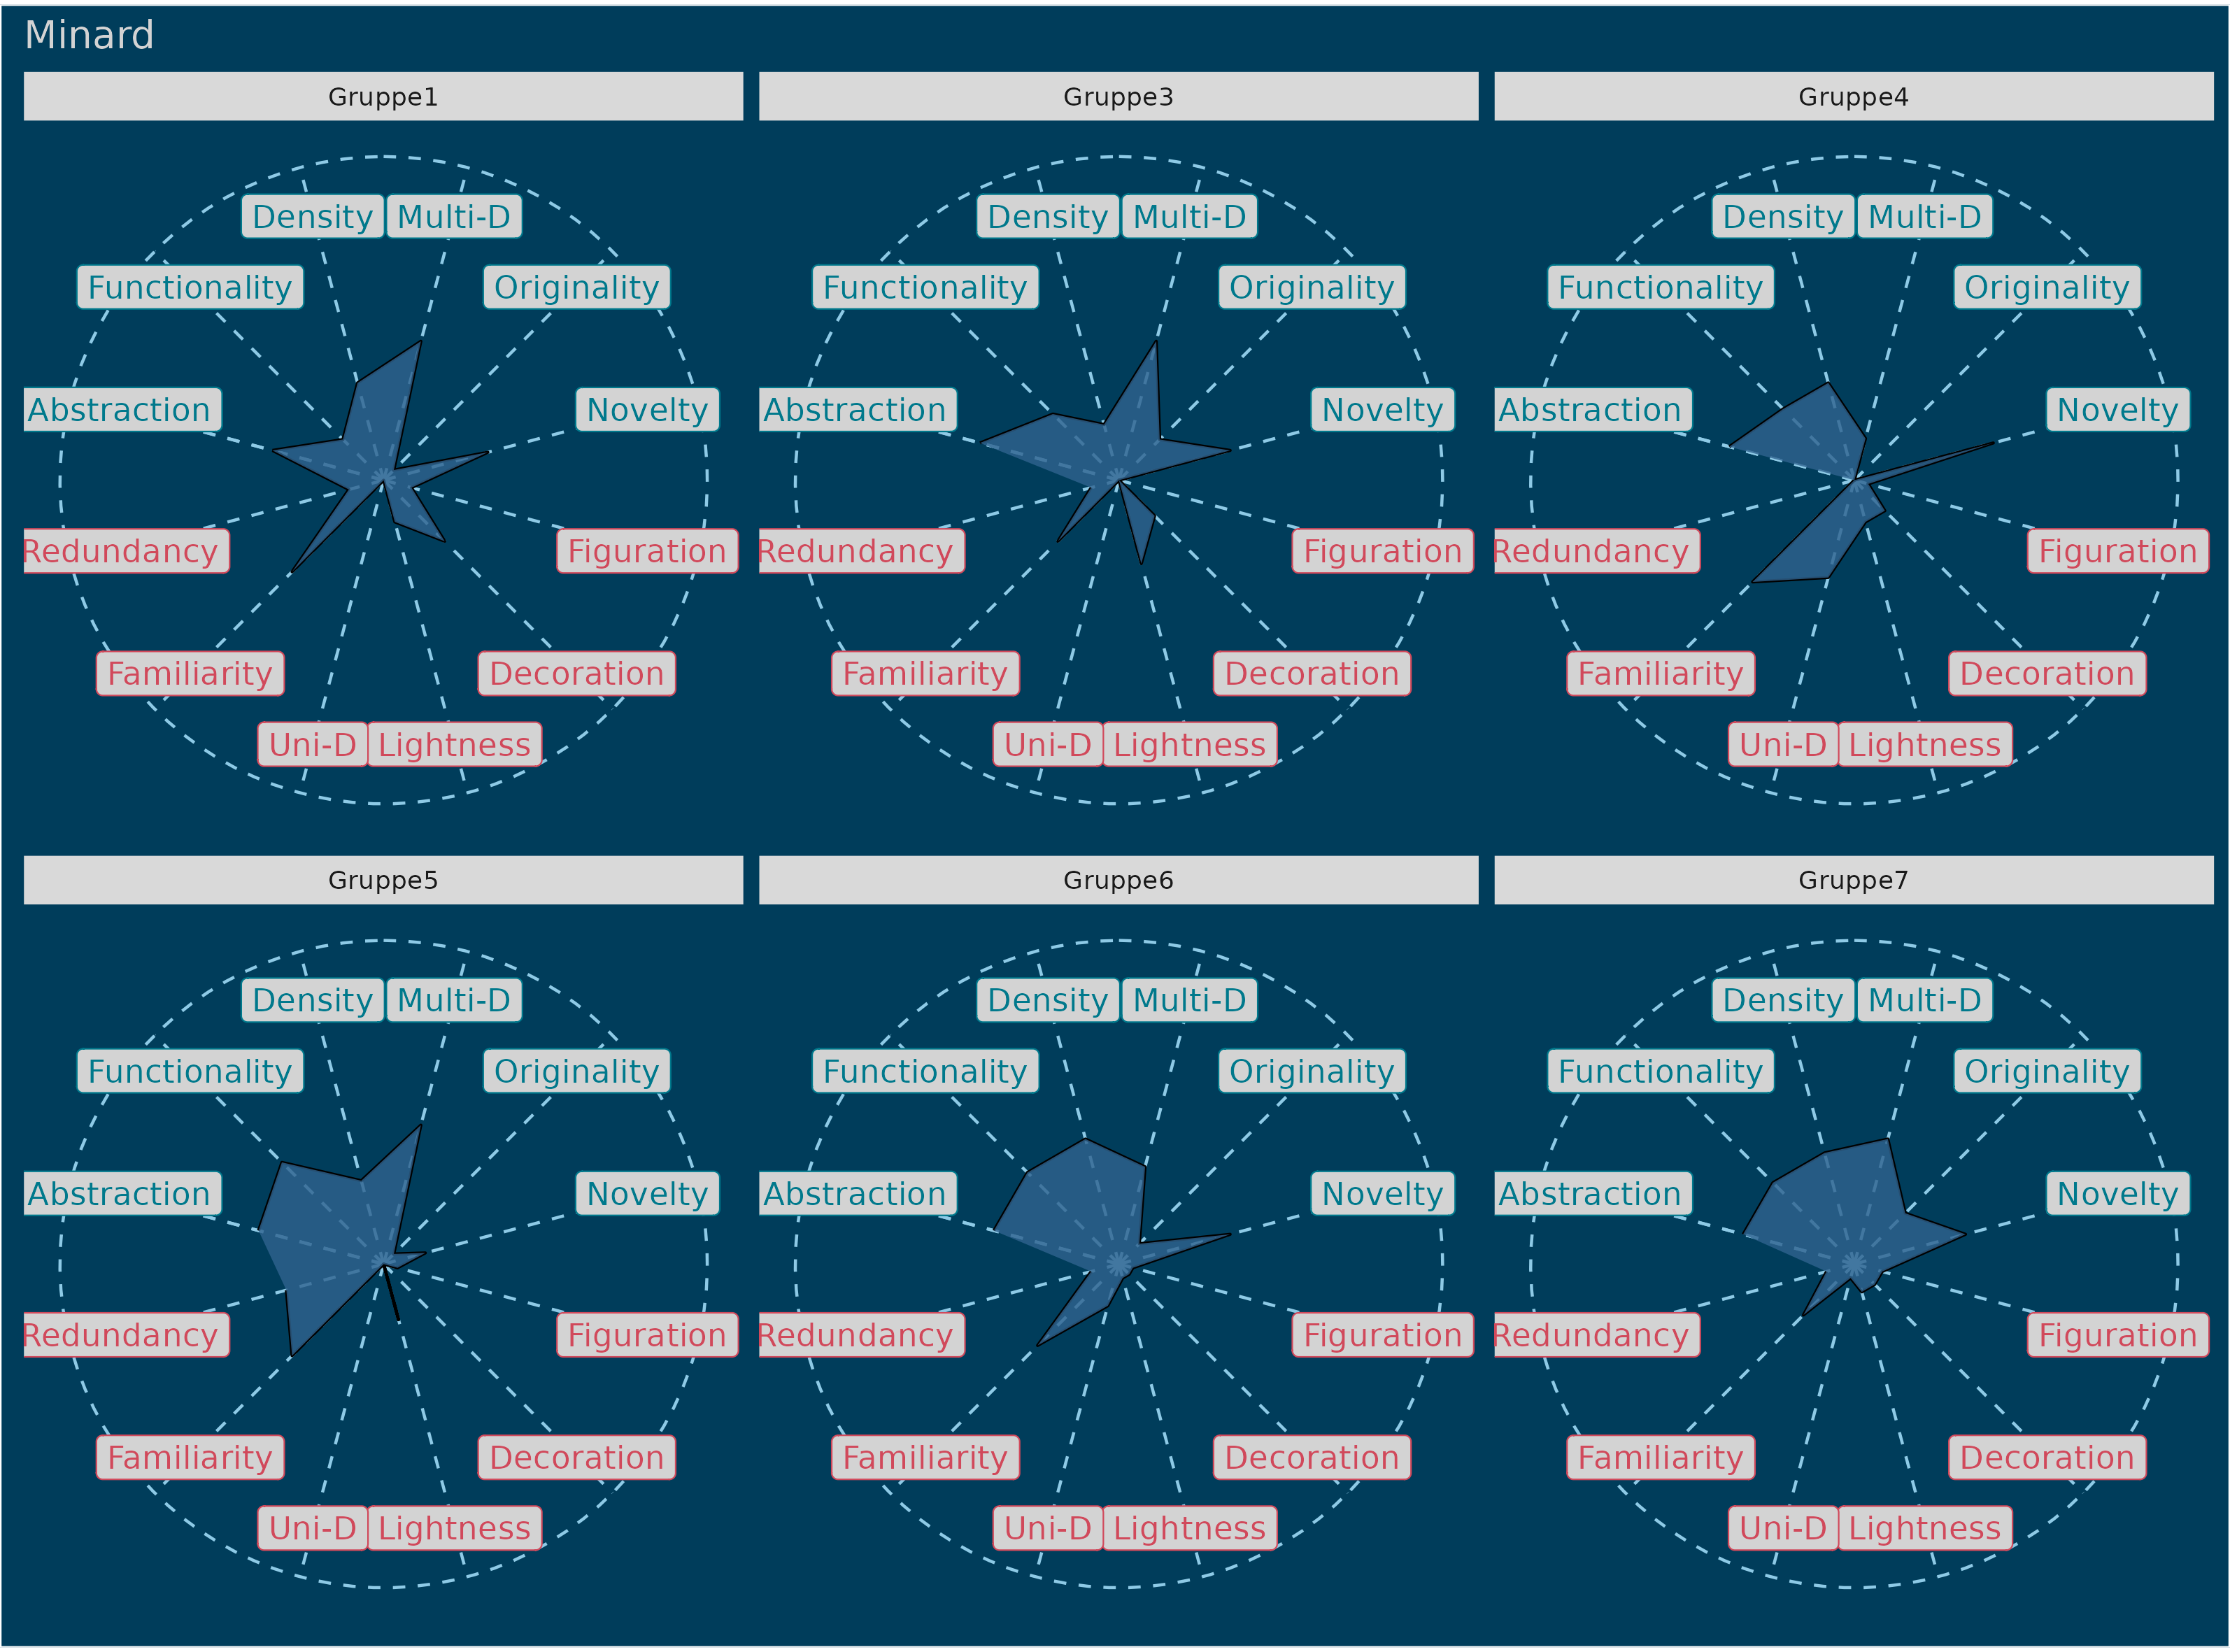 Minard
Gruppe1 Gruppe3 Gruppe4
Density Multi-D Density Multi-D Density Multi-D
Functionality Originality Functionality Originality Functionality Originality
Abstraction Novelty Abstraction Novelty Abstraction Novelty
Redundancy Figuration Redundancy Figuration Redundancy Figuration
Familiarity Decoration Familiarity Decoration Familiarity Decoration
Uni-D Lightness Uni-D Lightness Uni-D Lightness
Gruppe5 Gruppe6 Gruppe7
Density Multi-D Density Multi-D Density Multi-D
Functionality Originality Functionality Originality Functionality Originality
Abstraction Novelty Abstraction Novelty Abstraction Novelty
Redundancy Figuration Redundancy Figuration Redundancy Figuration
Familiarity Decoration Familiarity Decoration Familiarity Decoration
Uni-D Lightness Uni-D Lightness Uni-D Lightness